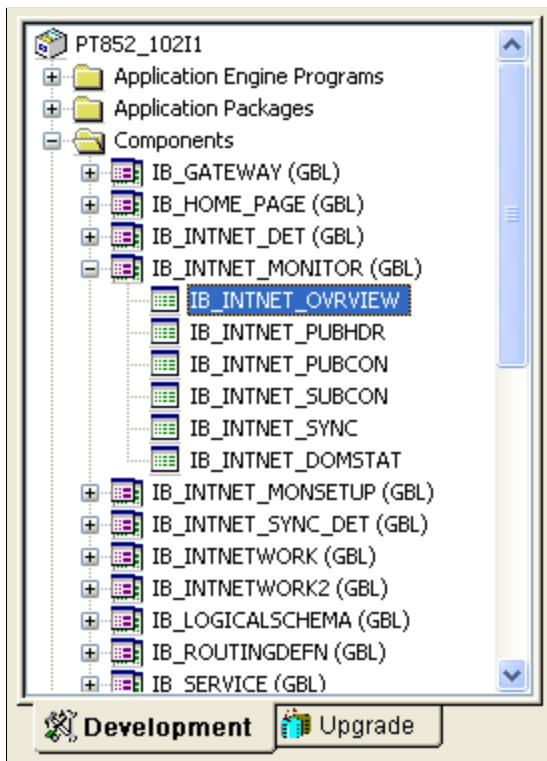 PT852_102I1
Application Engine Programs
Application Packages
Components
IB_GATEWAY (GBL)
IB_HOME_PAGE (GBL)
IB_INTNET_DET (GBL)
IB_INTNET_MONITOR (GBL)
IB_INTNET_OVRVIEW
IB_INTNET_PUBHDR
IB_INTNET_PUBCON
IB_INTNET_SUBCON
IB_INTNET_SYNC
IB_INTNET_DOMSTAT
IB_INTNET_MONSETUP (GBL)
IB_INTNET_SYNC_DET (GBL)
IB_INTNETWORK (GBL)
IB_INTNETWORK2 (GBL)
IB_LOGICALSCHEMA (GBL)
IB_ROUTINGDEFN (GBL)
IB_SERVICE (GBL)
Development Upgrade